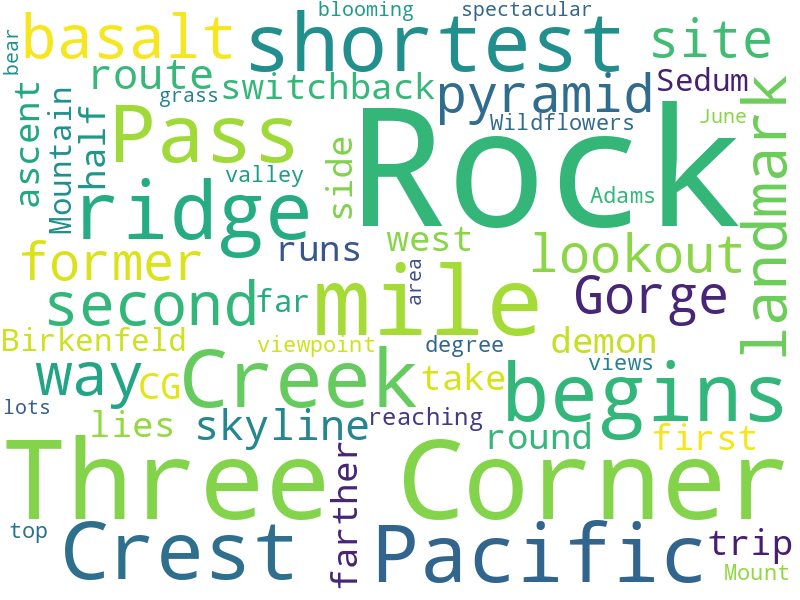 blooming spectacular
bear basalt shortest site
route switchback pyramid Sedum
grass
ascent Mountain half Pass Rock Wildflowers June landmark
valley side Adams
ridge
former runs west lookout
second far mile area Gorge
Birkenfeld viewpoint degree demon
way CG Creek take views begins
lots lies skyline reaching round first
Three Corner
top Crest farther Pacific trip
Mount